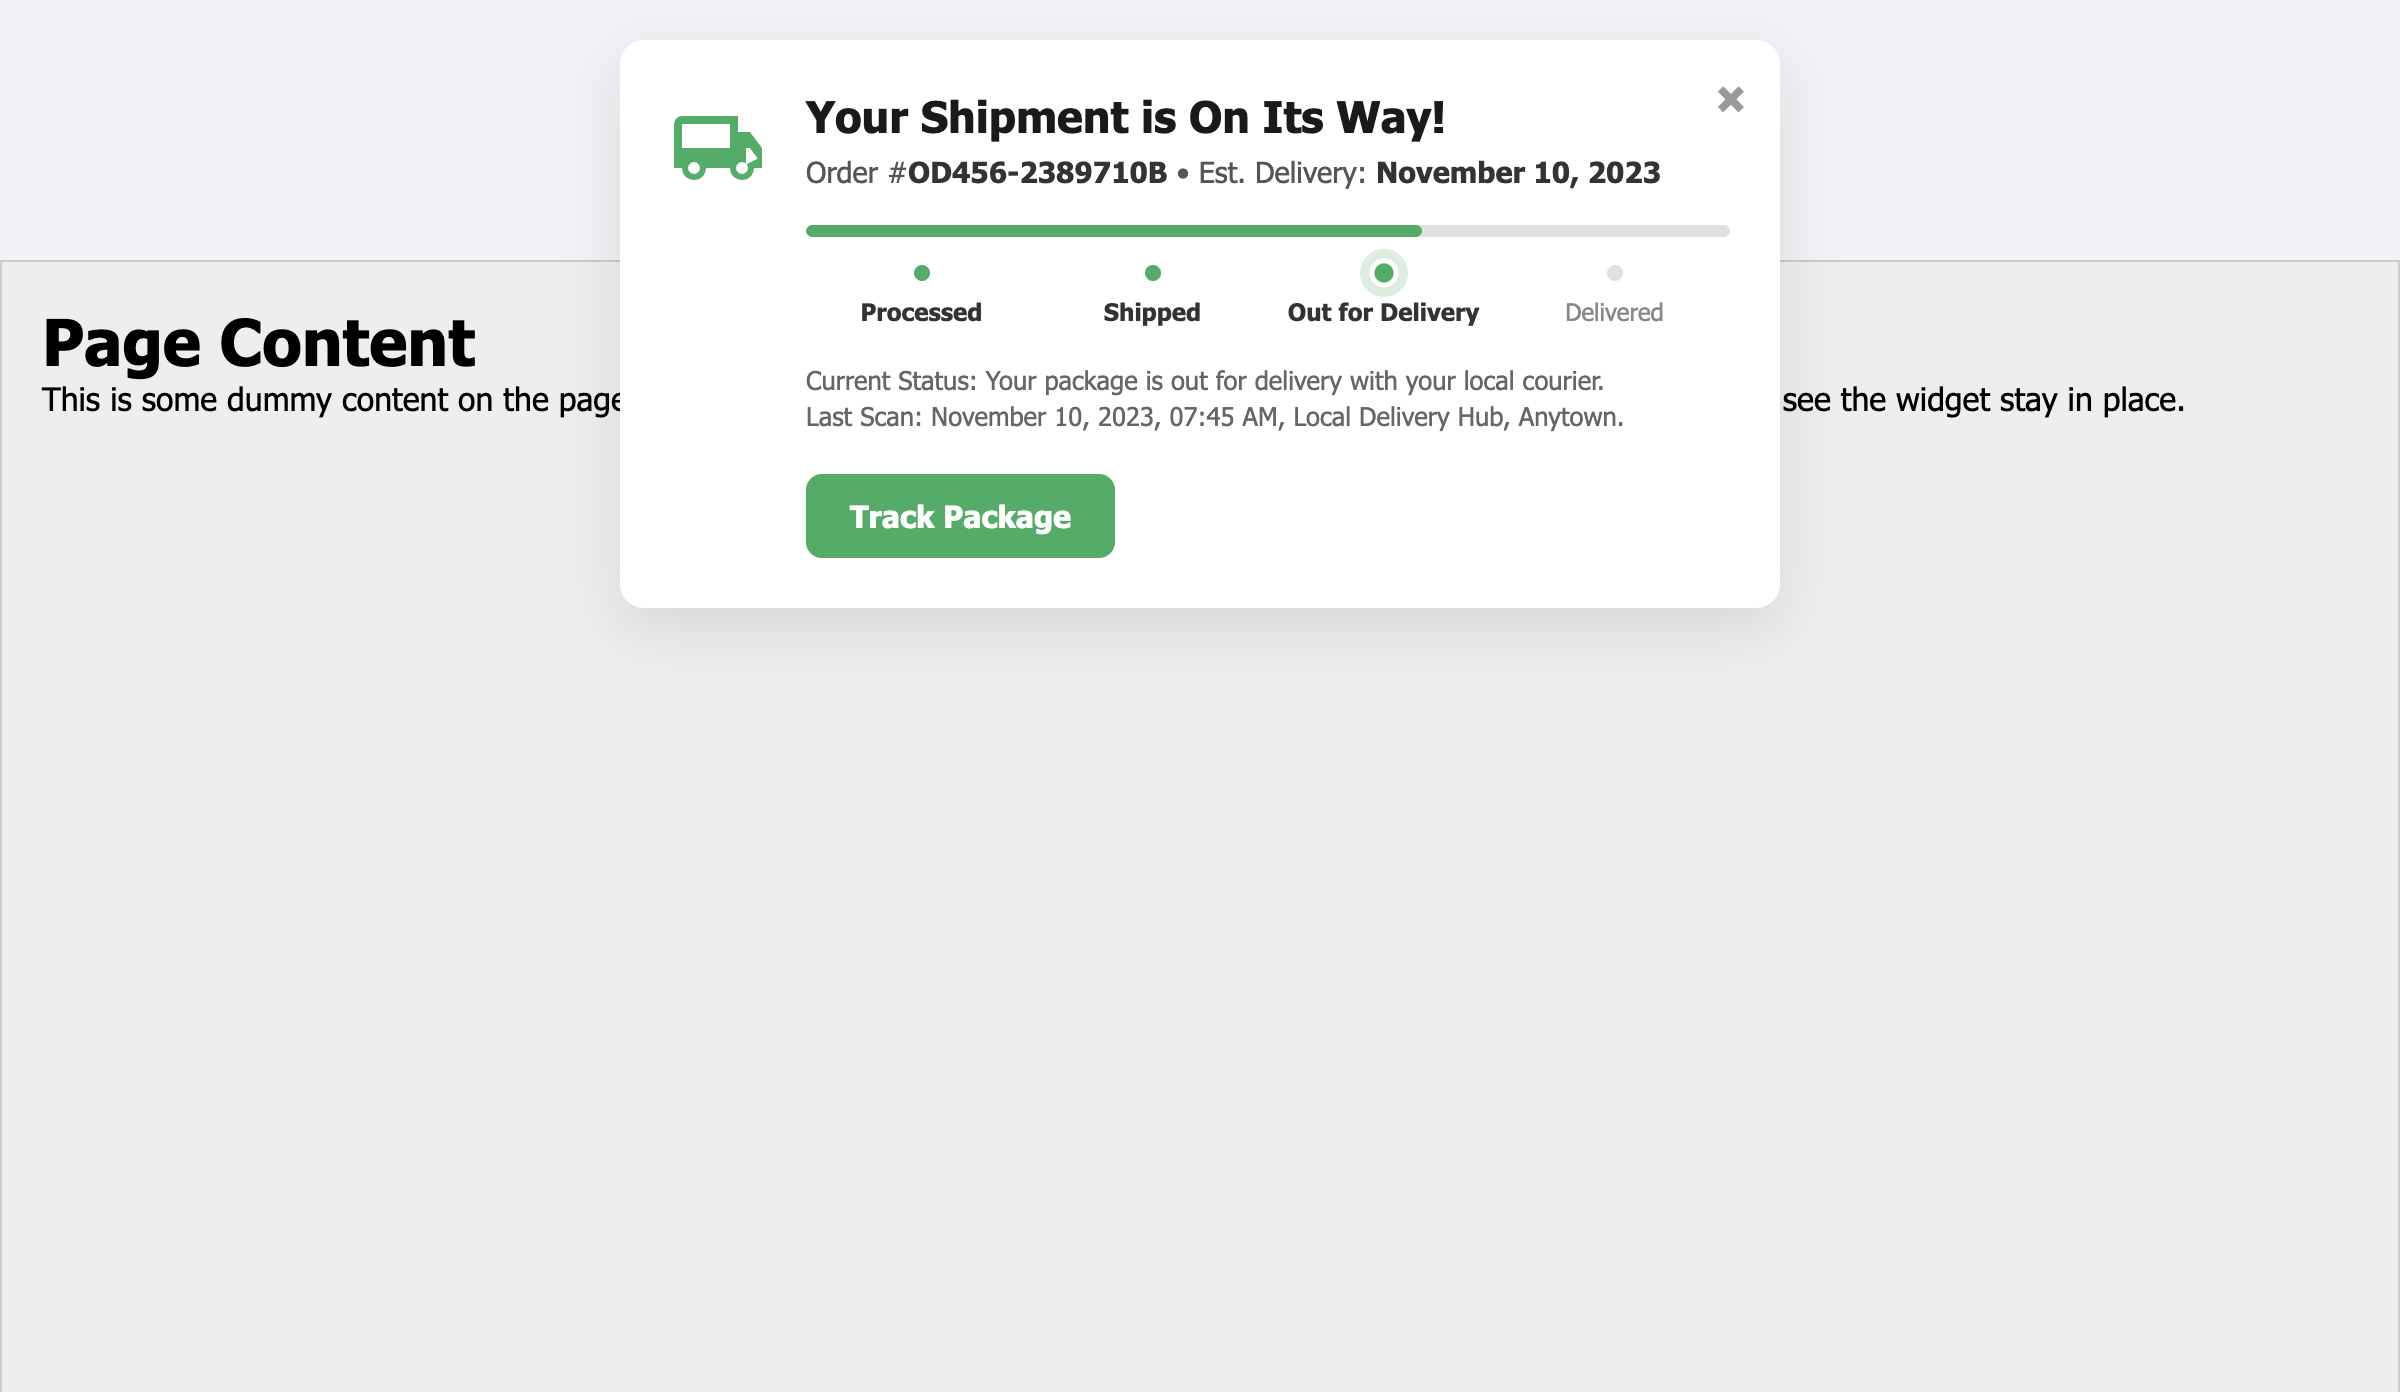 Your Shipment is On Its Way!
Order #OD456-2389710B • Est. Delivery: November 10, 2023
Processed
Shipped
Out for Delivery
Delivered
Current Status: Your package is out for delivery with your local courier.
Last Scan: November 10, 2023, 07:45 AM, Local Delivery Hub, Anytown.
Track Package
Page Content
This is some dummy content on the page see the widget stay in place.